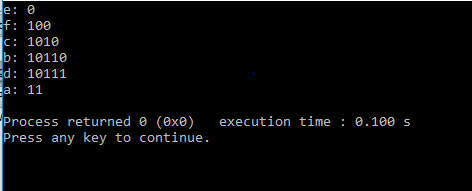 e: 0
f: 100
c: 1010
b: 10110
d: 10111
a: 11
Process returned 0 (0x0)   execution time : 0.100 s
Press any key to continue.